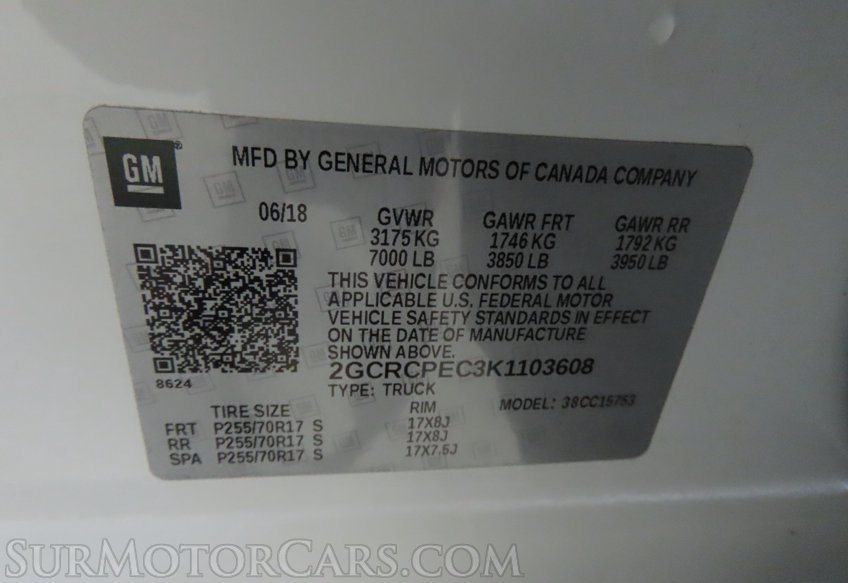 GM®
MFD BY GENERAL MOTORS OF CANADA COMPANY
06/18 GVWR GAWR FRT GAWR RR
3175 KG 1746 KG 1792 KG
7000 LB 3850 LB 3950 LB
THIS VEHICLE CONFORMS TO ALL
APPLICABLE U.S. FEDERAL MOTOR
VEHICLE SAFETY STANDARDS IN EFFECT
ON THE DATE OF MANUFACTURE
SHOWN ABOVE.
8624
2GCRCPEC3K1103608
TYPE: TRUCK MODEL: 38CC15753
TIRE SIZE RIM
FRT P255/70R17 S 17X8J
RR P255/70R17 S 17X8J
SPA P255/70R17 S 17X7.5J
SurMotorCars.com